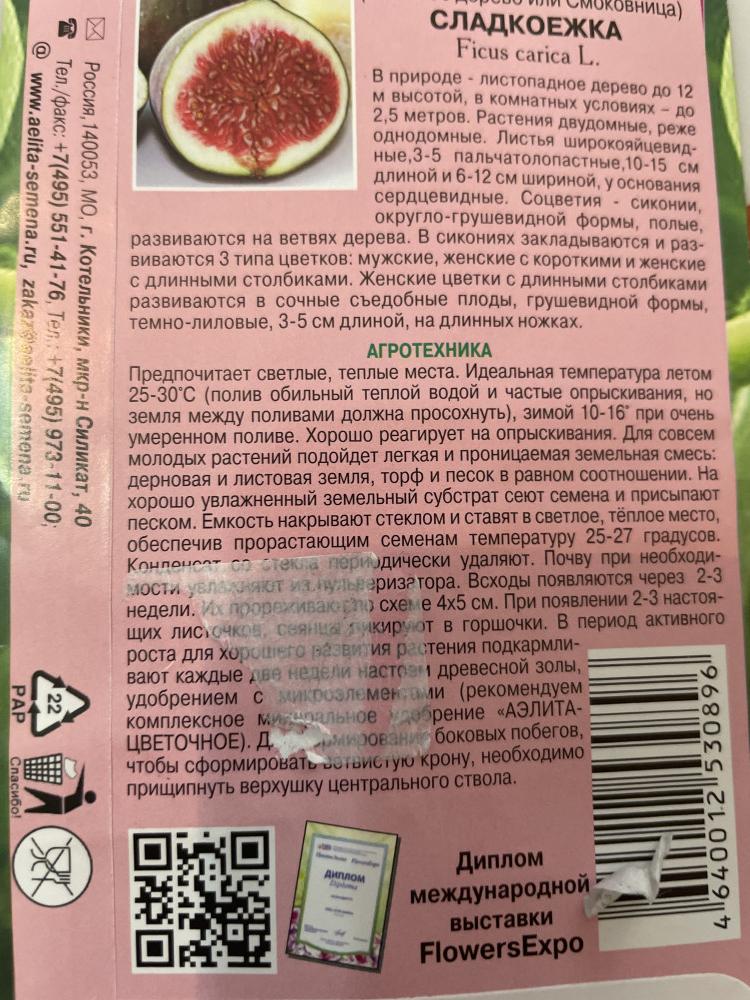 дерево или Смоковница)
СЛАДКОЕЖКА
Ficus carica L.
В природе - листопадное дерево до 12
м высотой, в комнатных условиях – до
2,5 метров. Растения двудомные, реже
однодомные. Листья широкояйцевид-
ные,3-5 пальчатолопастные,10-15 см
длиной и 6-12 см шириной, у основания
сердцевидные. Соцветия - сиконии,
округло-грушевидной формы, полые,
развиваются на ветвях дерева. В сикониях закладываются и раз-
виваются 3 типа цветков: мужские, женские с короткими и женские
с длинными столбиками. Женские цветки с длинными столбиками
развиваются в сочные съедобные плоды, грушевидной формы,
темно-лиловые, 3-5 см длиной, на длинных ножках.
АГРОТЕХНИКА
Предпочитает светлые, теплые места. Идеальная температура летом
25-30°С (полив обильный теплой водой и частые опрыскивания, но
земля между поливами должна просохнуть), зимой 10-16° при очень
умеренном поливе. Хорошо реагирует на опрыскивания. Для совсем
молодых растений подойдет легкая и проницаемая земельная смесь:
дерновая и листовая земля, торф и песок в равном соотношении. На
хорошо увлажненный земельный субстрат сеют семена и присыпают
песком. Емкость накрывают стеклом и ставят в светлое, тёплое место,
обеспечив прорастающим семенам температуру 25-27 градусов.
Конденсат со стекла периодически удаляют. Почву при необходи-
мости увлажняют из пульверизатора. Всходы появляются через 2-3
недели. Их прореживают по схеме 4х5 см. При появлении 2-3 настоя-
щих листочков, сеянцы пикируют в горшочки. В период активного
роста для хорошего развития растения подкармли-
вают каждые две недели настоем древесной золы,
удобрением с микроэлементами (рекомендуем
комплексное минеральное удобрение «АЭЛИТА-
ЦВЕТОЧНОЕ). боковых побегов,
чтобы сформировать ветвистую крону, необходимо
прищипнуть верхушку центрального ствола.
Диплом
международной
выставки
FlowersExpo
ДИПЛОМ
Diploma
4 640012 530896
Россия,140053, МО, г. Котельники, мкр-н Силикат, 40
Тел./факс: +7(495) 551-41-76, Тел.: +7(495) 973-11-00;
@ www.aelita-semena.ru, zakaz@aelita-semena.ru
22
PAP
Спасибо!